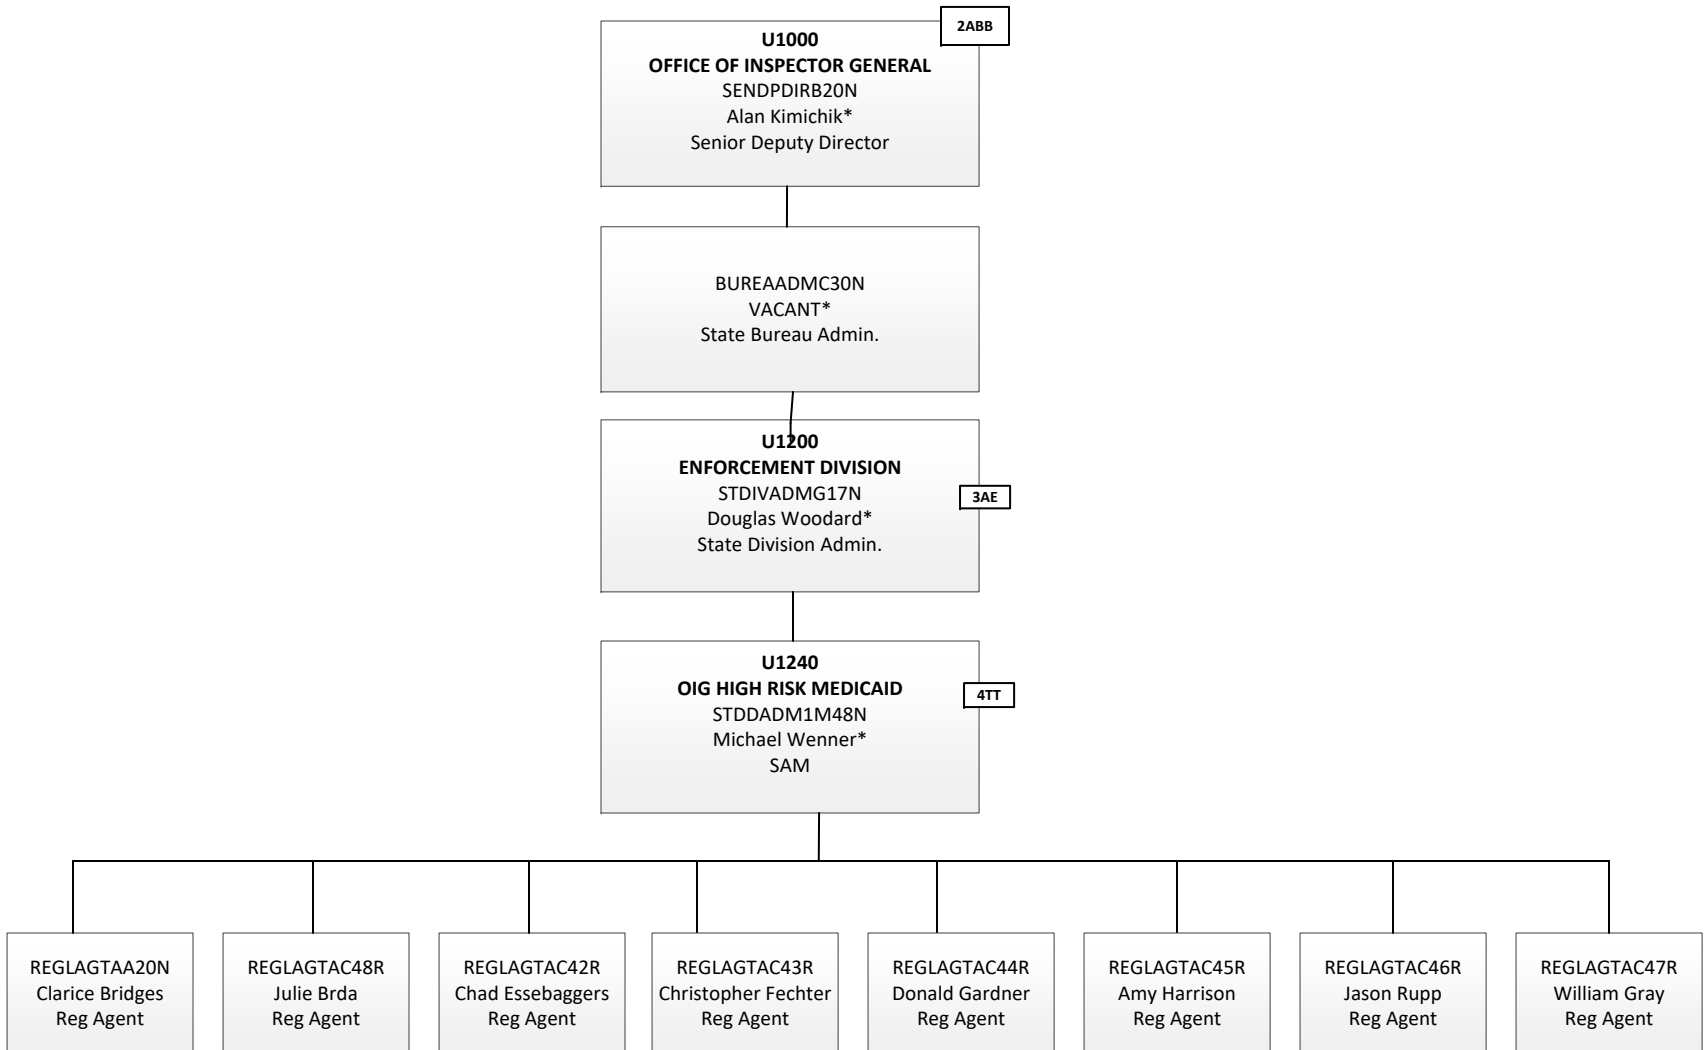 2ABB
U1000
OFFICE OF INSPECTOR GENERAL
SENDPDIRB20N
Alan Kimichik*
Senior Deputy Director
BUREAADMC30N
VACANT*
State Bureau Admin.
U1200
ENFORCEMENT DIVISION
STDIVADMG17N
Douglas Woodard*
State Division Admin.
3AE
U1240
OIG HIGH RISK MEDICAID
STDDADM1M48N
Michael Wenner*
SAM
4TT
REGLAGTAA20N
Clarice Bridges
Reg Agent
REGLAGTAC48R
Julie Brda
Reg Agent
REGLAGTAC42R
Chad Essebaggers
Reg Agent
REGLAGTAC43R
Christopher Fechter
Reg Agent
REGLAGTAC44R
Donald Gardner
Reg Agent
REGLAGTAC45R
Amy Harrison
Reg Agent
REGLAGTAC46R
Jason Rupp
Reg Agent
REGLAGTAC47R
William Gray
Reg Agent